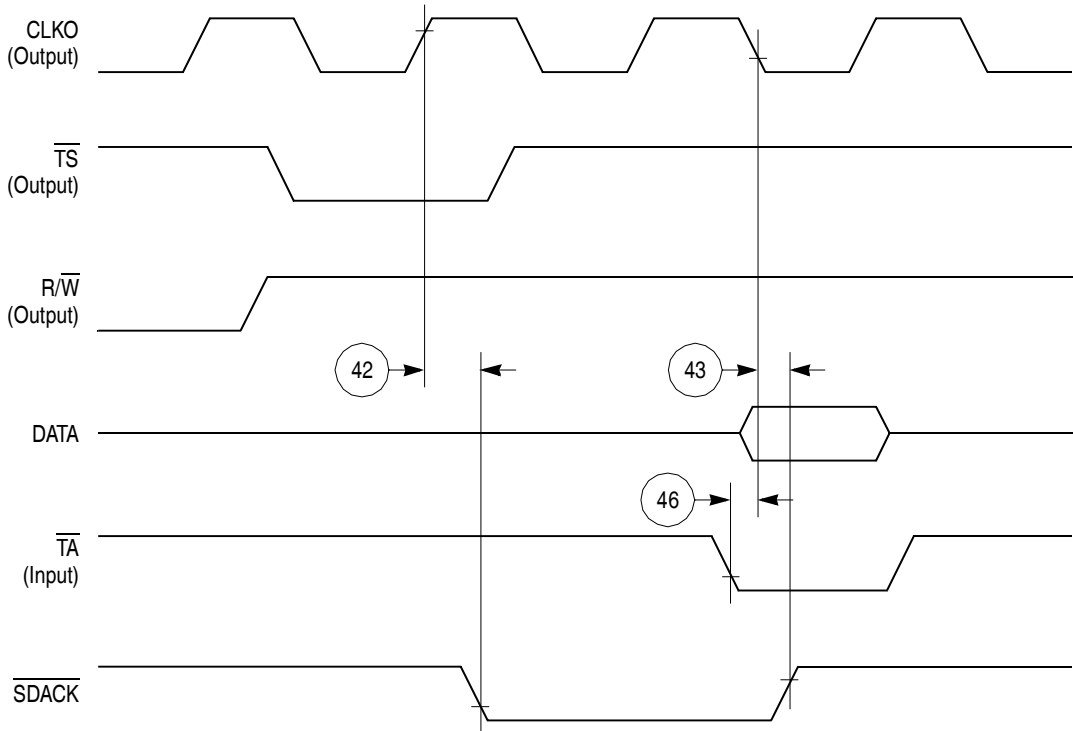 CLKO
(Output)
TS
(Output)
R/W
(Output)
42
43
DATA
46
TA
(Input)
SDACK